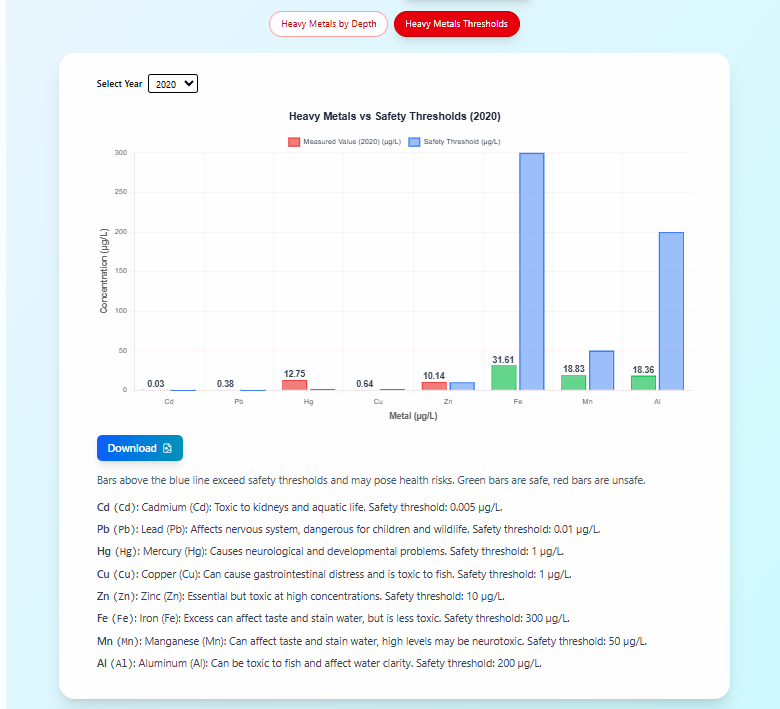 Heavy Metals by Depth
Heavy Metals Thresholds
Select Year 2020
Heavy Metals vs Safety Thresholds (2020)
Measured Value (2020) (µg/L) Safety Threshold (µg/L)
300
250
200
150
100
50
0
Concentration (µg/L)
0.03 0.38 12.75 0.64 10.14 31.61 18.83 18.36
Cd Pb Hg Cu Zn Fe Mn Al
Metal (µg/L)
Download
Bars above the blue line exceed safety thresholds and may pose health risks. Green bars are safe, red bars are unsafe.
Cd (Cd): Cadmium (Cd): Toxic to kidneys and aquatic life. Safety threshold: 0.005 µg/L.
Pb (Pb): Lead (Pb): Affects nervous system, dangerous for children and wildlife. Safety threshold: 0.01 µg/L.
Hg (Hg): Mercury (Hg): Causes neurological and developmental problems. Safety threshold: 1 µg/L.
Cu (Cu): Copper (Cu): Can cause gastrointestinal distress and is toxic to fish. Safety threshold: 1 µg/L.
Zn (Zn): Zinc (Zn): Essential but toxic at high concentrations. Safety threshold: 10 µg/L.
Fe (Fe): Iron (Fe): Excess can affect taste and stain water, but is less toxic. Safety threshold: 300 µg/L.
Mn (Mn): Manganese (Mn): Can affect taste and stain water, high levels may be neurotoxic. Safety threshold: 50 µg/L.
Al (Al): Aluminum (Al): Can be toxic to fish and affect water clarity. Safety threshold: 200 µg/L.